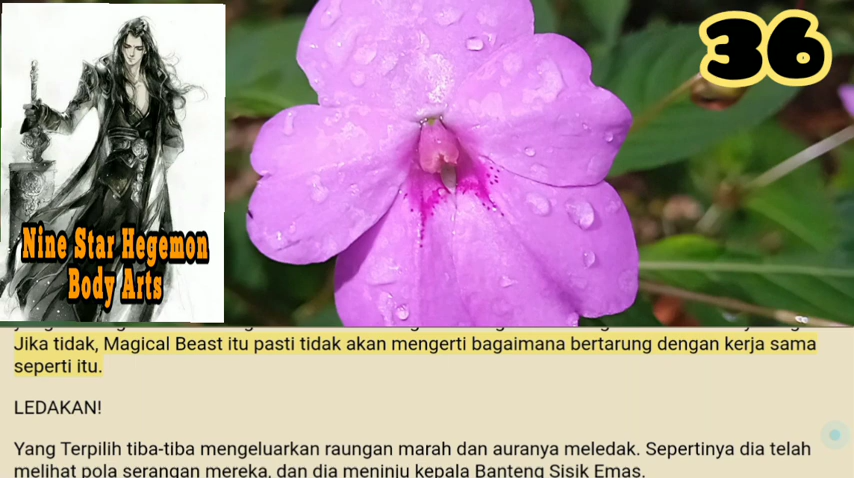 36
Nine Star Hegemon
Body Arts
Jika tidak, Magical Beast itu pasti tidak akan mengerti bagaimana bertarung dengan kerja sama
seperti itu.
LEDAKAN!
Yang Terpilih tiba-tiba mengeluarkan raungan marah dan auranya meledak. Sepertinya dia telah
melihat pola serangan mereka, dan dia meninju kepala Banteng Sisik Emas.